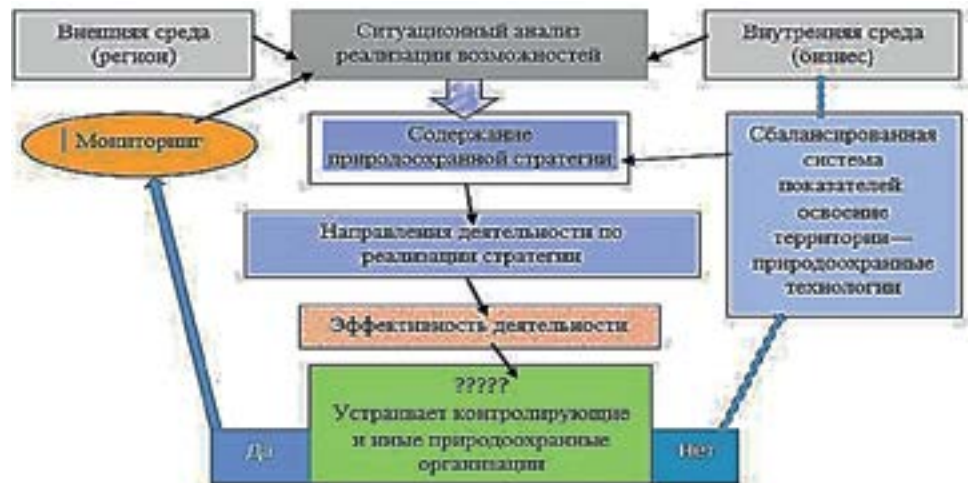 Внешняя среда
(регион)
Ситуационный анализ
реализации возможностей
Внутренняя среда
(бизнес)
Мониторинг
Содержание
природоохранной стратегии
Сбалансированная
система
показателей
освоение
территории—
природоохранные
технологии
Направления деятельности по
реализации стратегии
Эффективность деятельности
?????
Устраивает контролирующие
и иные природоохранные
организации
Да
Нет